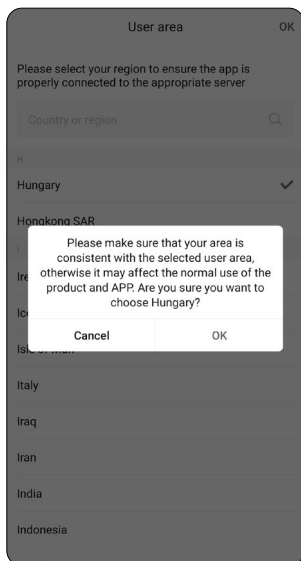 User area OK
Please select your region to ensure the app is
properly connected to the appropriate server
Country or region
H
Hungary
Hongkong SAR
I
Please make sure that your area is
consistent with the selected user area,
otherwise it may affect the normal use of the
product and APP. Are you sure you want to
choose Hungary?
Cancel OK
Italy
Iraq
Iran
India
Indonesia